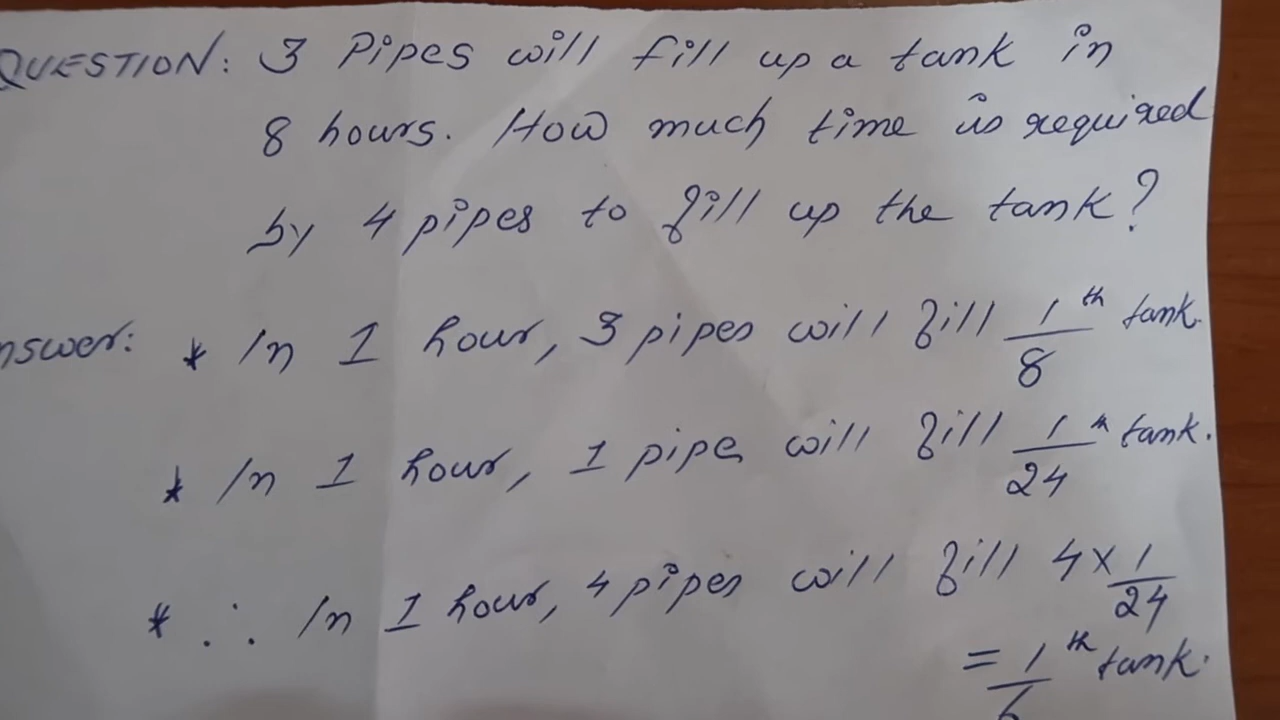 QUESTION: 3 Pipes will fill up a tank in
8 hours. How much time is required
by 4 pipes to fill up the tank?
nswer: * In 1 hour, 3 pipes will fill 1/8 th tank.
* In 1 hour, 1 pipe will fill 1/24 th tank.
* ∴ In 1 hour, 4 pipes will fill 4 x 1/24
= 1/6 th tank.